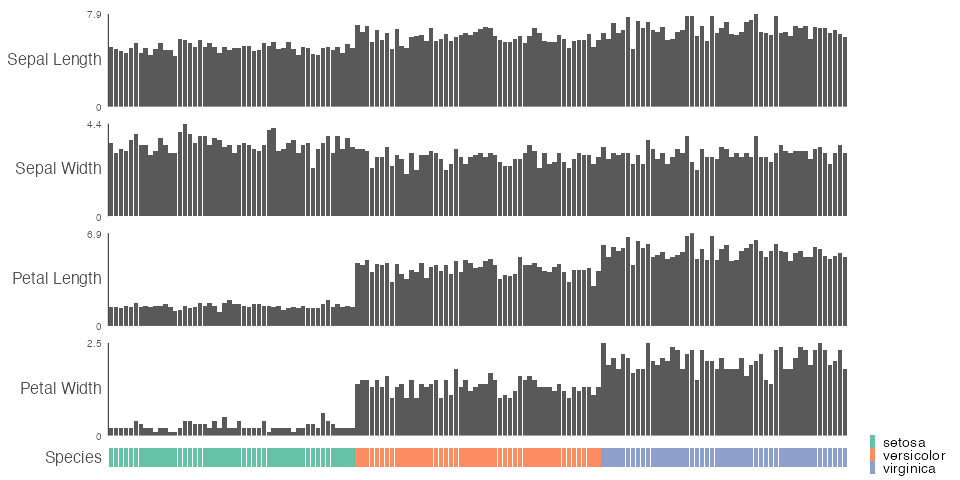 7.9
Sepal Length
0
4.4
Sepal Width
0
6.9
Petal Length
0
2.5
Petal Width
0
Species
setosa
versicolor
virginica